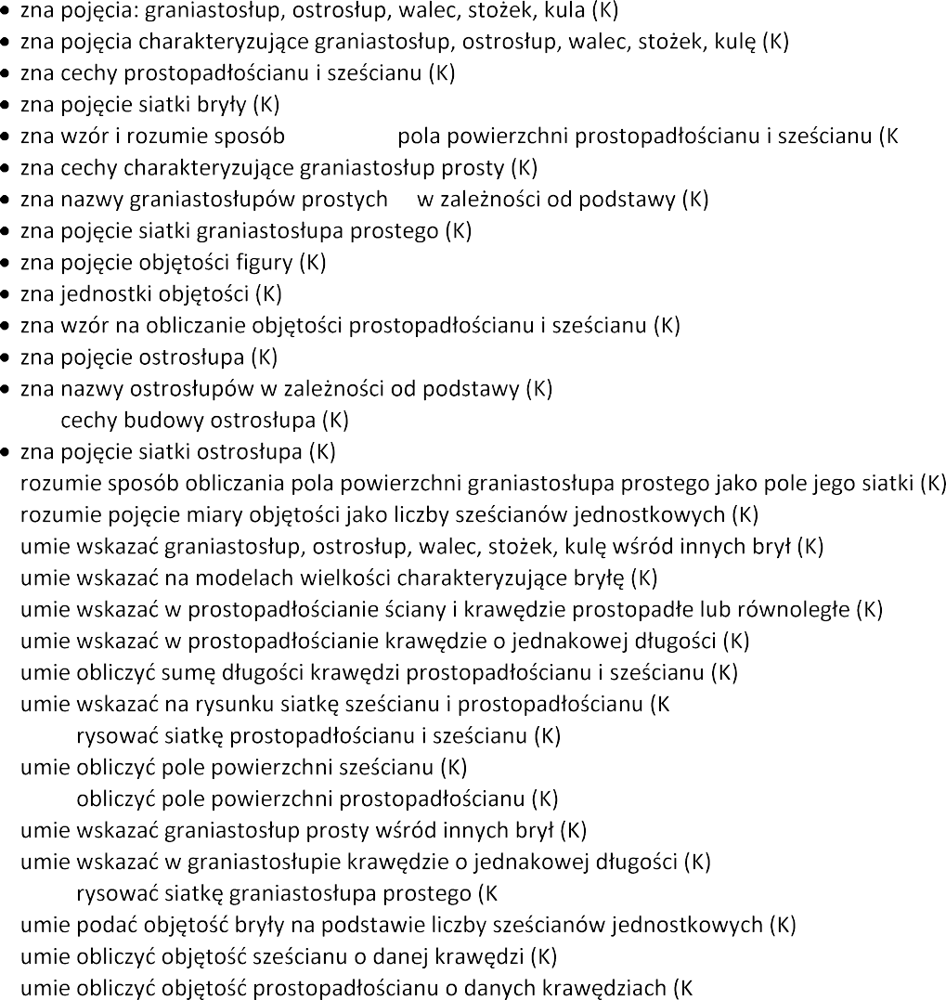 • zna pojęcia: graniastosłup, ostrosłup, walec, stożek, kula (K)
• zna pojęcia charakteryzujące graniastosłup, ostrosłup, walec, stożek, kulę (K)
• zna cechy prostopadłościanu i sześcianu (K)
• zna pojęcie siatki bryły (K)
• zna wzór i rozumie sposób pola powierzchni prostopadłościanu i sześcianu (K
• zna cechy charakteryzujące graniastosłup prosty (K)
• zna nazwy graniastosłupów prostych w zależności od podstawy (K)
• zna pojęcie siatki graniastosłupa prostego (K)
• zna pojęcie objętości figury (K)
• zna jednostki objętości (K)
• zna wzór na obliczanie objętości prostopadłościanu i sześcianu (K)
• zna pojęcie ostrosłupa (K)
• zna nazwy ostrosłupów w zależności od podstawy (K)
cechy budowy ostrosłupa (K)
• zna pojęcie siatki ostrosłupa (K)
rozumie sposób obliczania pola powierzchni graniastosłupa prostego jako pole jego siatki (K)
rozumie pojęcie miary objętości jako liczby sześcianów jednostkowych (K)
umie wskazać graniastosłup, ostrosłup, walec, stożek, kulę wśród innych brył (K)
umie wskazać na modelach wielkości charakteryzujące bryłę (K)
umie wskazać w prostopadłościanie ściany i krawędzie prostopadłe lub równoległe (K)
umie wskazać w prostopadłościanie krawędzie o jednakowej długości (K)
umie obliczyć sumę długości krawędzi prostopadłościanu i sześcianu (K)
umie wskazać na rysunku siatkę sześcianu i prostopadłościanu (K
rysować siatkę prostopadłościanu i sześcianu (K)
umie obliczyć pole powierzchni sześcianu (K)
obliczyć pole powierzchni prostopadłościanu (K)
umie wskazać graniastosłup prosty wśród innych brył (K)
umie wskazać w graniastosłupie krawędzie o jednakowej długości (K)
rysować siatkę graniastosłupa prostego (K
umie podać objętość bryły na podstawie liczby sześcianów jednostkowych (K)
umie obliczyć objętość sześcianu o danej krawędzi (K)
umie obliczyć objętość prostopadłościanu o danych krawędziach (K